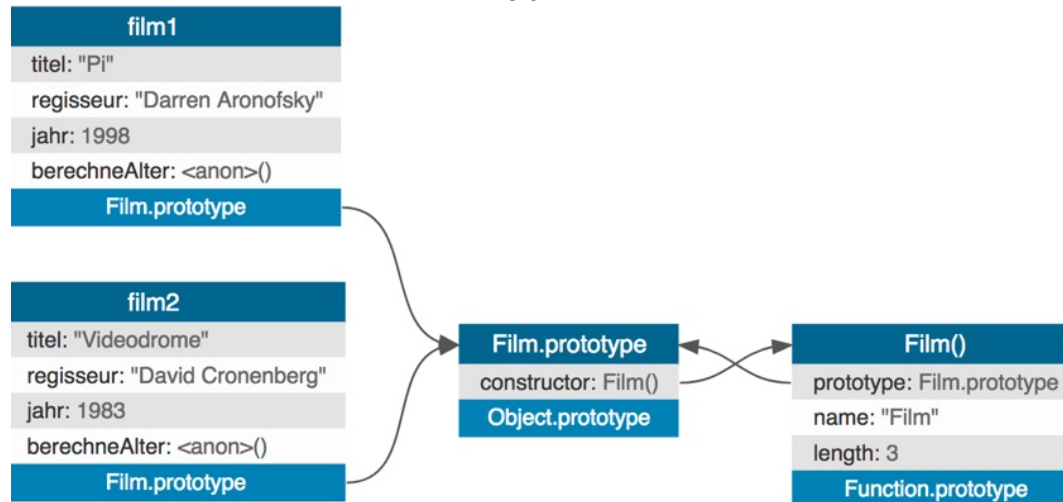 film1
titel: "Pi"
regisseur: "Darren Aronofsky"
jahr: 1998
berechneAlter: <anon>()
Film.prototype
film2
titel: "Videodrome"
regisseur: "David Cronenberg"
jahr: 1983
berechneAlter: <anon>()
Film.prototype
Film.prototype
constructor: Film()
Object.prototype
Film()
prototype: Film.prototype
name: "Film"
length: 3
Function.prototype